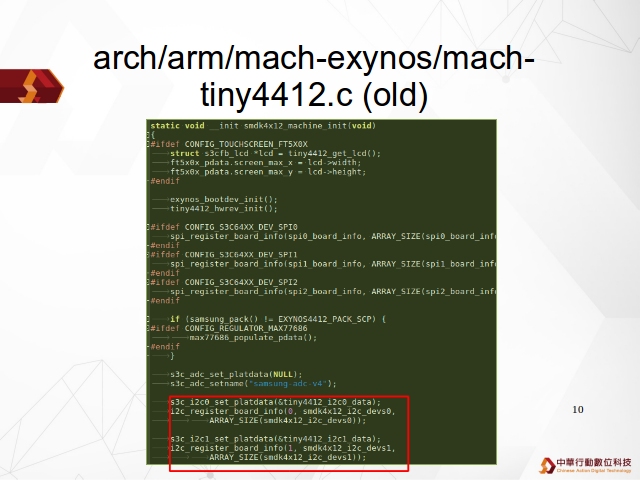 arch/arm/mach-exynos/mach-
tiny4412.c (old)
static void __init smdk4x12_machine_init(void)
{
#ifdef CONFIG_TOUCHSCREEN_FT5X0X
struct s3cfb_lcd *lcd = tiny4412_get_lcd();
ft5x0x_pdata.screen_max_x = lcd->width;
ft5x0x_pdata.screen_max_y = lcd->height;
#endif
exynos_bootdev_init();
tiny4412_hwrev_init();
#ifdef CONFIG_S3C64XX_DEV_SPI0
spi_register_board_info(spi0_board_info, ARRAY_SIZE(spi0_board_info
#endif
#ifdef CONFIG_S3C64XX_DEV_SPI1
spi_register_board_info(spi1_board_info, ARRAY_SIZE(spi1_board_info
#endif
#ifdef CONFIG_S3C64XX_DEV_SPI2
spi_register_board_info(spi2_board_info, ARRAY_SIZE(spi2_board_info
#endif
if (samsung_pack() != EXYNOS4412_PACK_SCP) {
#ifdef CONFIG_REGULATOR_MAX77686
max77686_populate_pdata();
#endif
}
s3c_adc_set_platdata(NULL);
s3c_adc_setname("samsung-adc-v4");
s3c_i2c0_set_platdata(&tiny4412_i2c0_data);
i2c_register_board_info(0, smdk4x12_i2c_devs0,
ARRAY_SIZE(smdk4x12_i2c_devs0));
s3c_i2c1_set_platdata(&tiny4412_i2c1_data);
i2c_register_board_info(1, smdk4x12_i2c_devs1,
ARRAY_SIZE(smdk4x12_i2c_devs1));
10
中華行動數位科技
Chinese Action Digital Technology